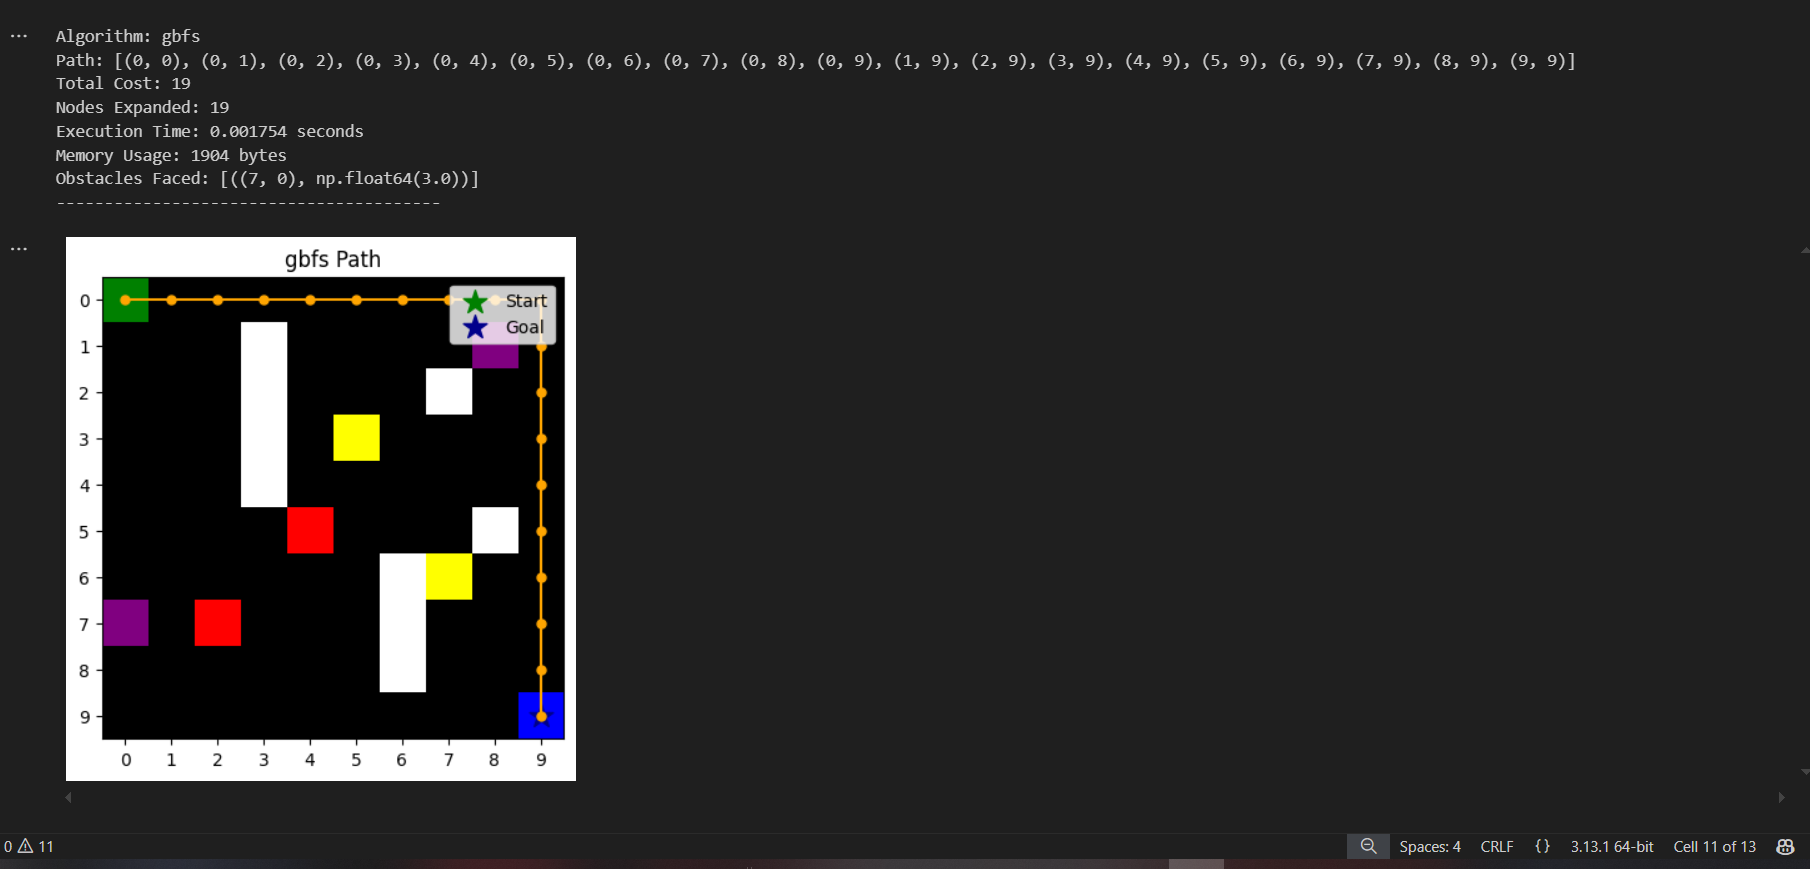 Algorithm: gbfs
Path: [(0, 0), (0, 1), (0, 2), (0, 3), (0, 4), (0, 5), (0, 6), (0, 7), (0, 8), (0, 9), (1, 9), (2, 9), (3, 9), (4, 9), (5, 9), (6, 9), (7, 9), (8, 9), (9, 9)]
Total Cost: 19
Nodes Expanded: 19
Execution Time: 0.001754 seconds
Memory Usage: 1904 bytes
Obstacles Faced: [((7, 0), np.float64(3.0))]
----------------------------------------
gbfs Path
Start
Goal
0
1
2
3
4
5
6
7
8
9
0 1 2 3 4 5 6 7 8 9
0 11 Spaces: 4 CRLF {} 3.13.1 64-bit Cell 11 of 13